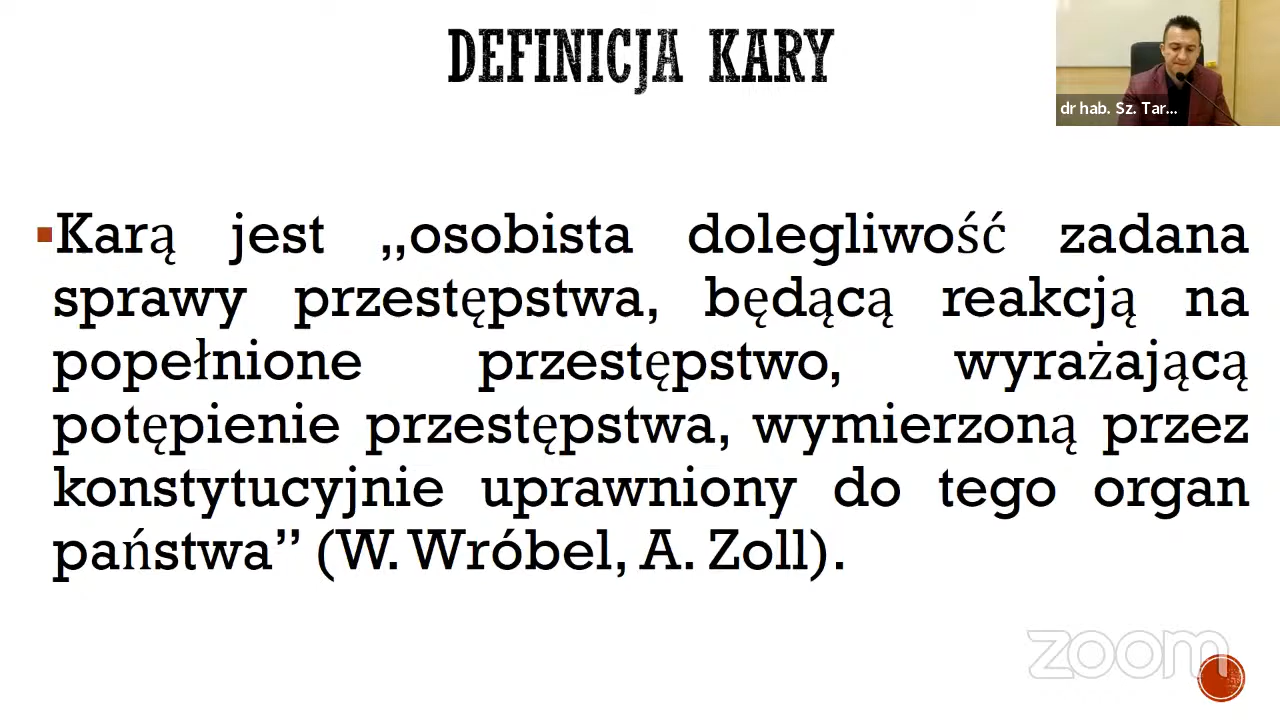 DEFINICJA KARY
dr hab. Sz. Tar...
Karą jest „osobista dolegliwość zadana
sprawy przestępstwa, będącą reakcją na
popełnione przestępstwo, wyrażającą
potępienie przestępstwa, wymierzoną przez
konstytucyjnie uprawniony do tego organ
państwa” (W. Wróbel, A. Zoll).
zoom